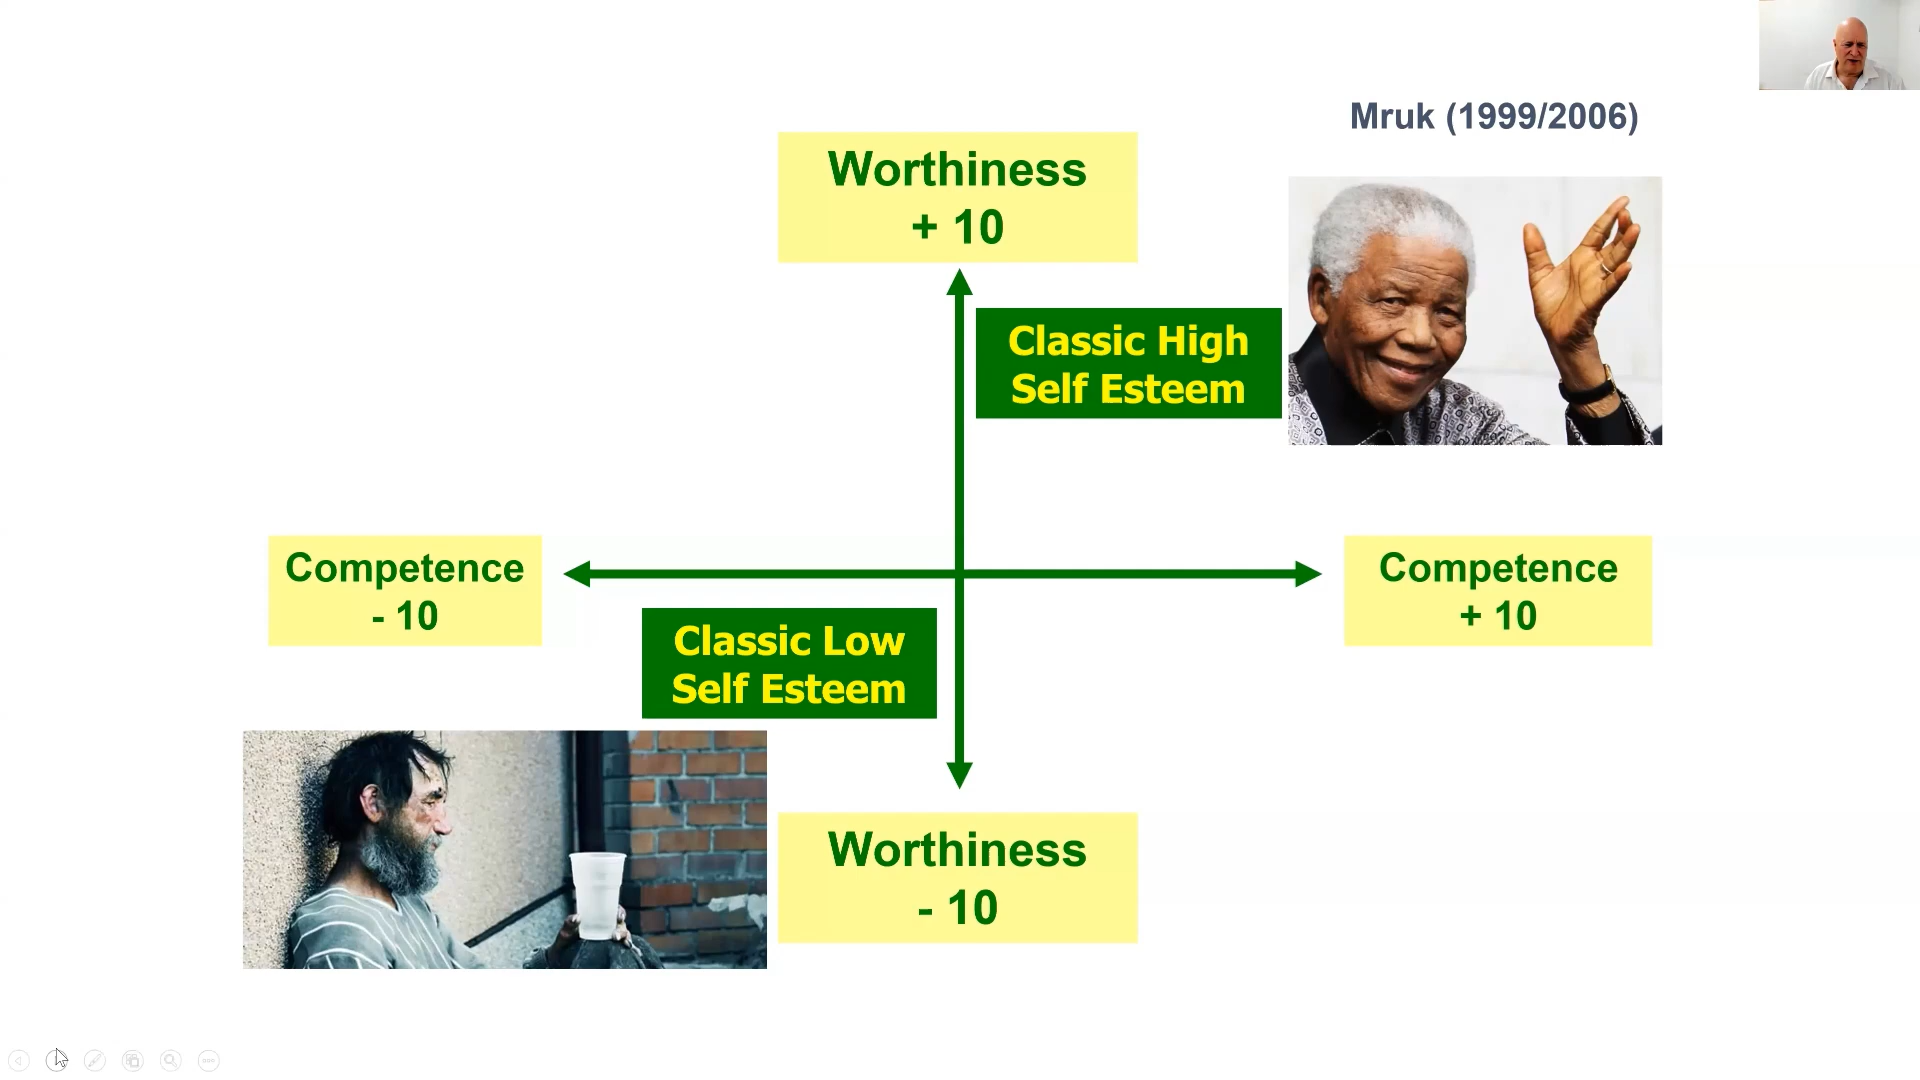 Mruk (1999/2006)
Worthiness
+ 10
Classic High
Self Esteem
Competence
- 10
Competence
+ 10
Classic Low
Self Esteem
Worthiness
- 10